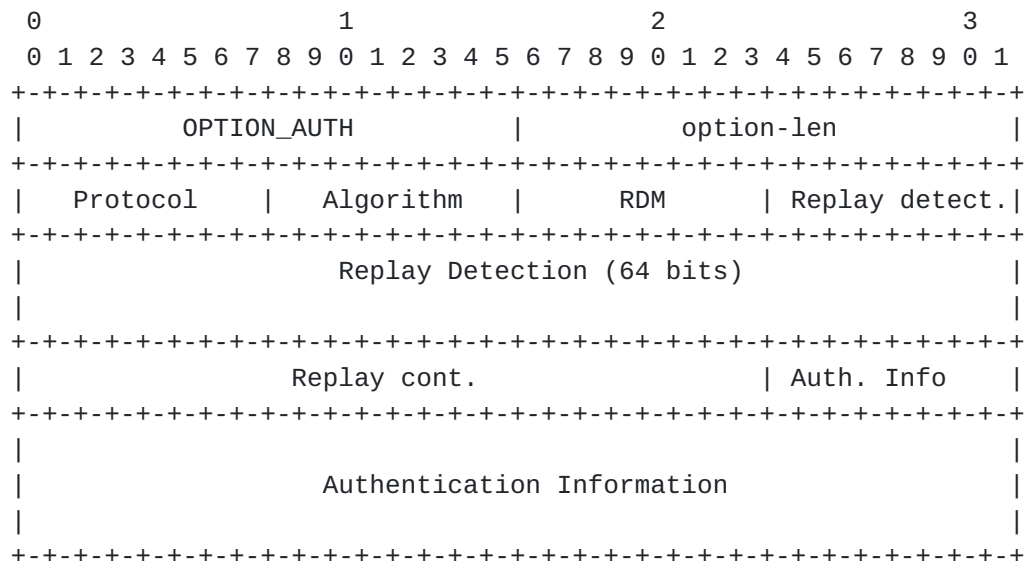 0                   1                   2                   3
 0 1 2 3 4 5 6 7 8 9 0 1 2 3 4 5 6 7 8 9 0 1 2 3 4 5 6 7 8 9 0 1
+-+-+-+-+-+-+-+-+-+-+-+-+-+-+-+-+-+-+-+-+-+-+-+-+-+-+-+-+-+-+-+-+
|          OPTION_AUTH          |          option-len           |
+-+-+-+-+-+-+-+-+-+-+-+-+-+-+-+-+-+-+-+-+-+-+-+-+-+-+-+-+-+-+-+-+
|   Protocol    |   Algorithm   |      RDM      | Replay detect.|
+-+-+-+-+-+-+-+-+-+-+-+-+-+-+-+-+-+-+-+-+-+-+-+-+-+-+-+-+-+-+-+-+
|                    Replay Detection (64 bits)                 |
|                                                               |
+-+-+-+-+-+-+-+-+-+-+-+-+-+-+-+-+-+-+-+-+-+-+-+-+-+-+-+-+-+-+-+-+
|                 Replay cont.                  | Auth. Info    |
+-+-+-+-+-+-+-+-+-+-+-+-+-+-+-+-+-+-+-+-+-+-+-+-+-+-+-+-+-+-+-+-+
|                                                               |
|                   Authentication Information                  |
|                                                               |
+-+-+-+-+-+-+-+-+-+-+-+-+-+-+-+-+-+-+-+-+-+-+-+-+-+-+-+-+-+-+-+-+